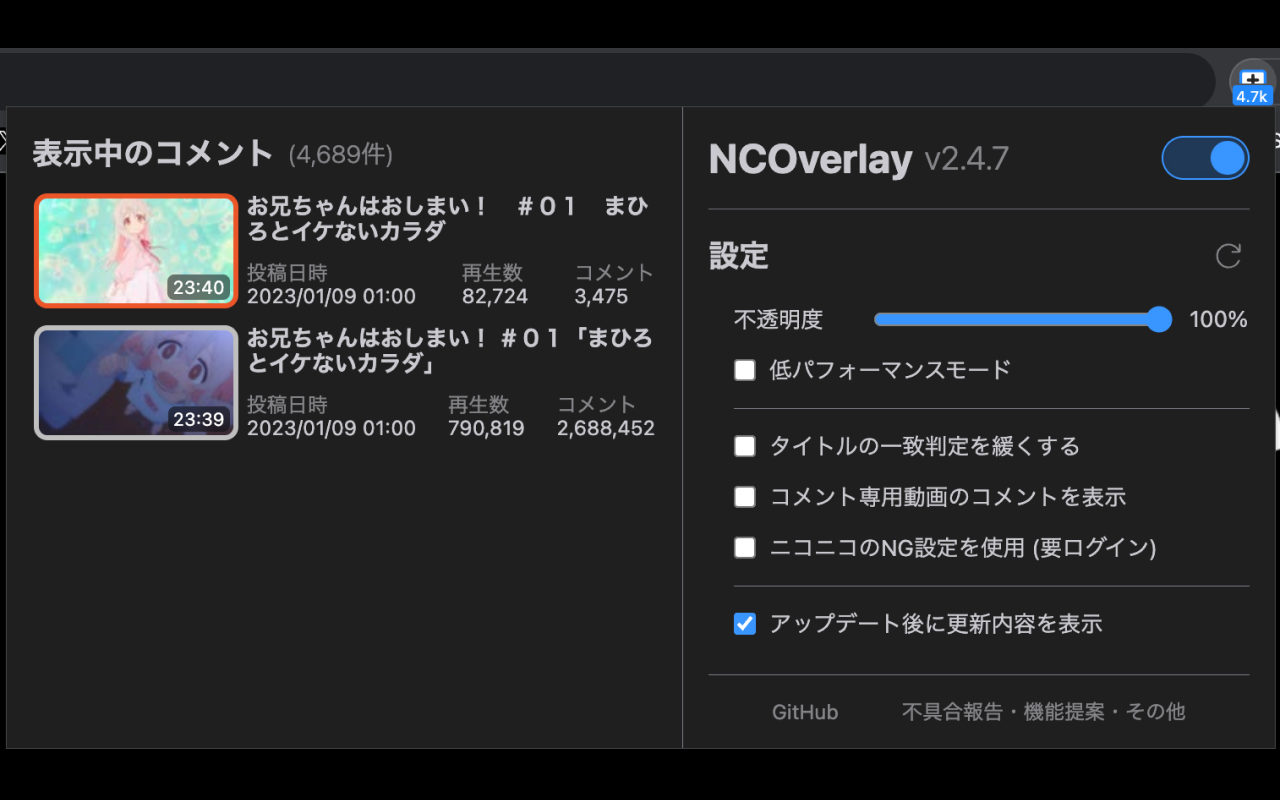 4.7k
表示中のコメント (4,689件)
23:40
お兄ちゃんはおしまい！　＃０１　まひ
ろとイケないカラダ
投稿日時 再生数 コメント
2023/01/09 01:00 82,724 3,475
23:39
お兄ちゃんはおしまい！＃０１「まひろ
とイケないカラダ」
投稿日時 再生数 コメント
2023/01/09 01:00 790,819 2,688,452
NCOverlay v2.4.7
設定
不透明度 100%
低パフォーマンスモード
タイトルの一致判定を緩くする
コメント専用動画のコメントを表示
ニコニコのNG設定を使用 (要ログイン)
アップデート後に更新内容を表示
GitHub 不具合報告・機能提案・その他